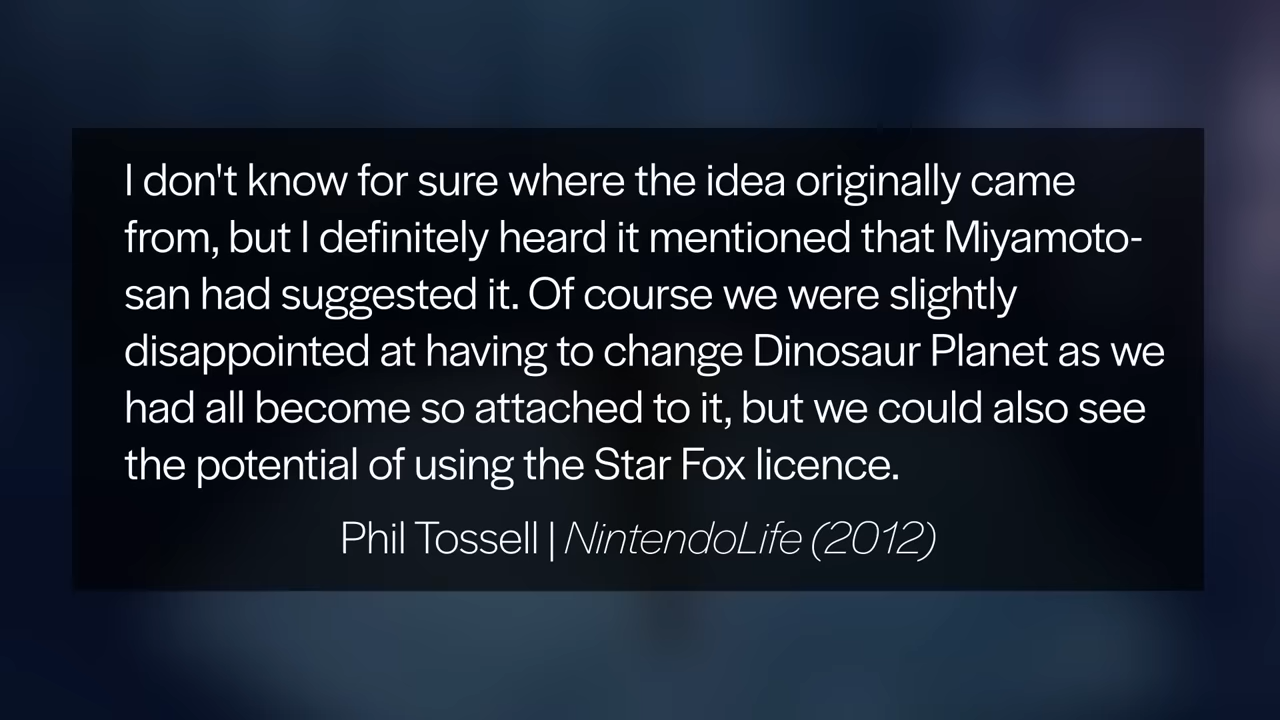 I don't know for sure where the idea originally came
from, but I definitely heard it mentioned that Miyamoto-
san had suggested it. Of course we were slightly
disappointed at having to change Dinosaur Planet as we
had all become so attached to it, but we could also see
the potential of using the Star Fox licence.
Phil Tossell | NintendoLife (2012)